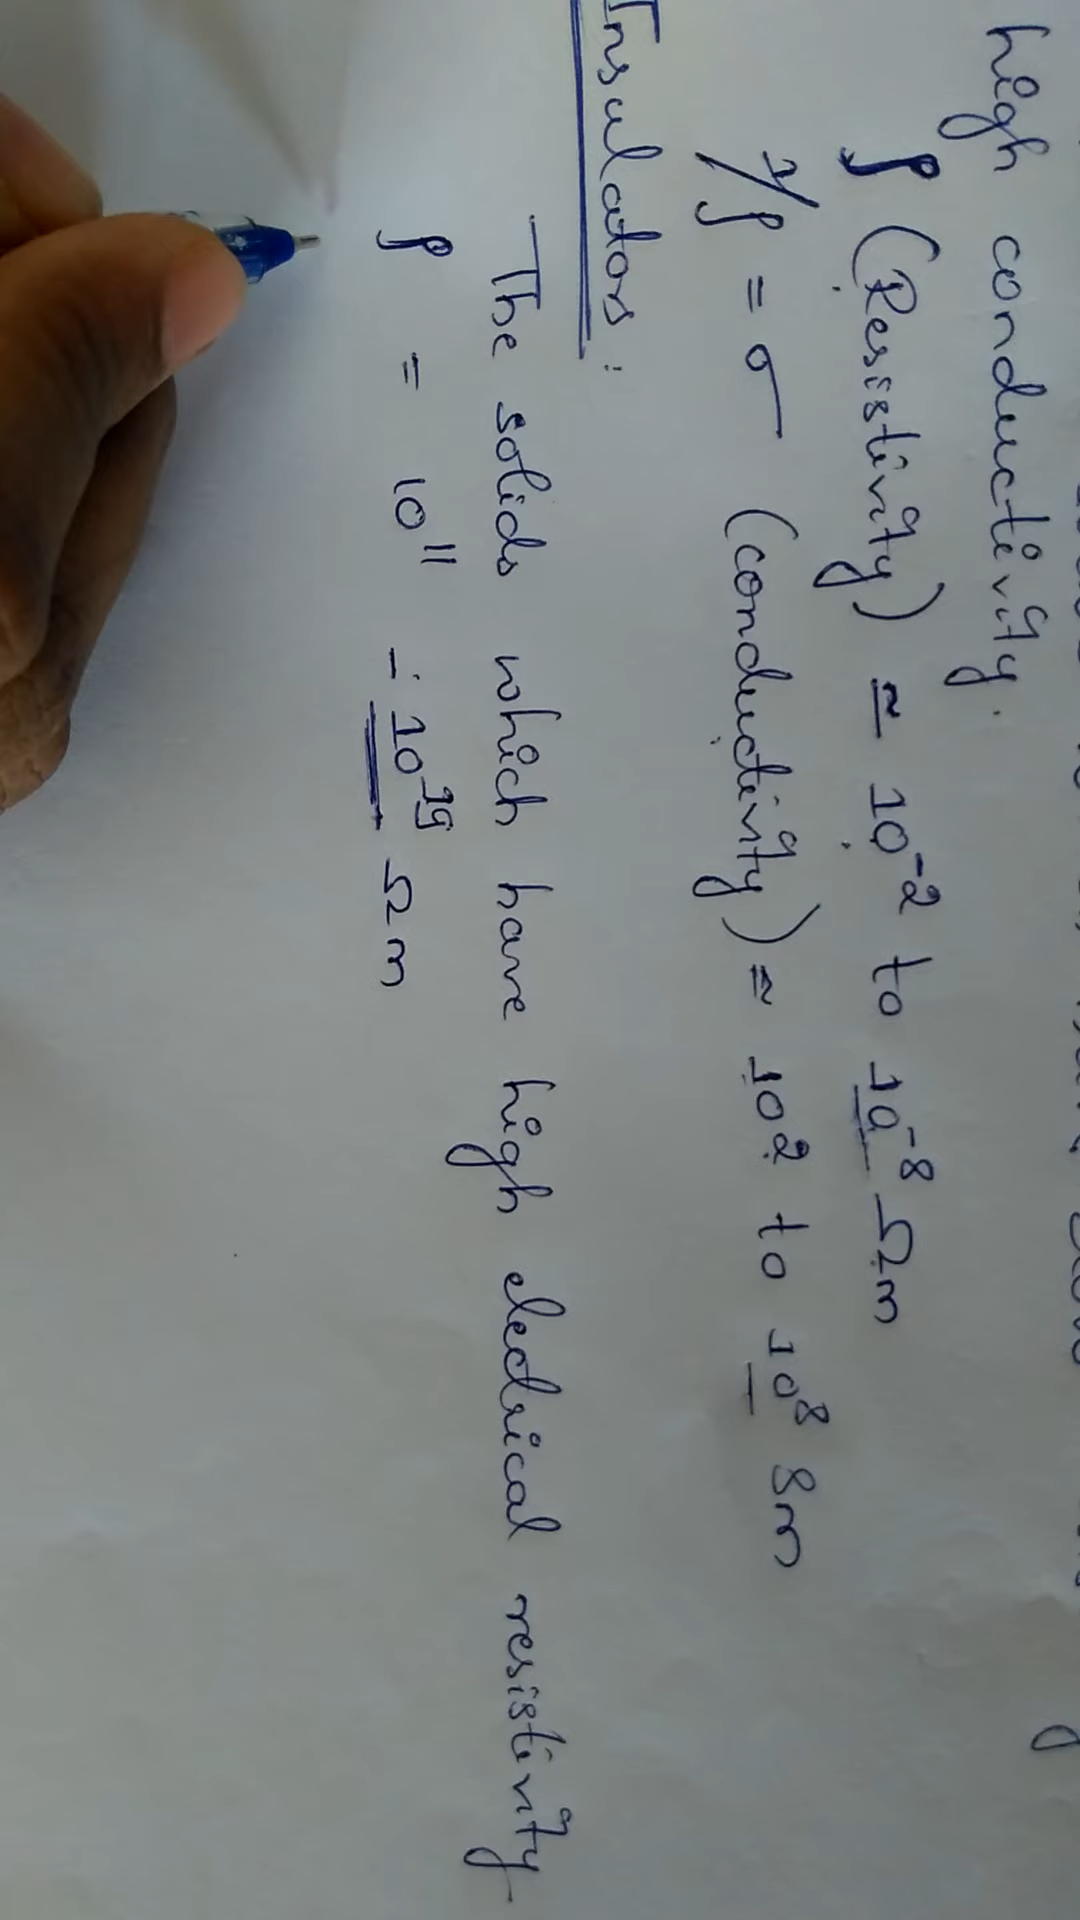 high conductivity.
ρ (Resistivity) ≃ 10⁻² to 10⁻⁸ Ωm
1/ρ = σ (conductivity) ≃ 10² to 10⁸ Sm
Insulators:
The solids which have high electrical resistivity
ρ = 10¹¹ - 10¹⁹ Ωm